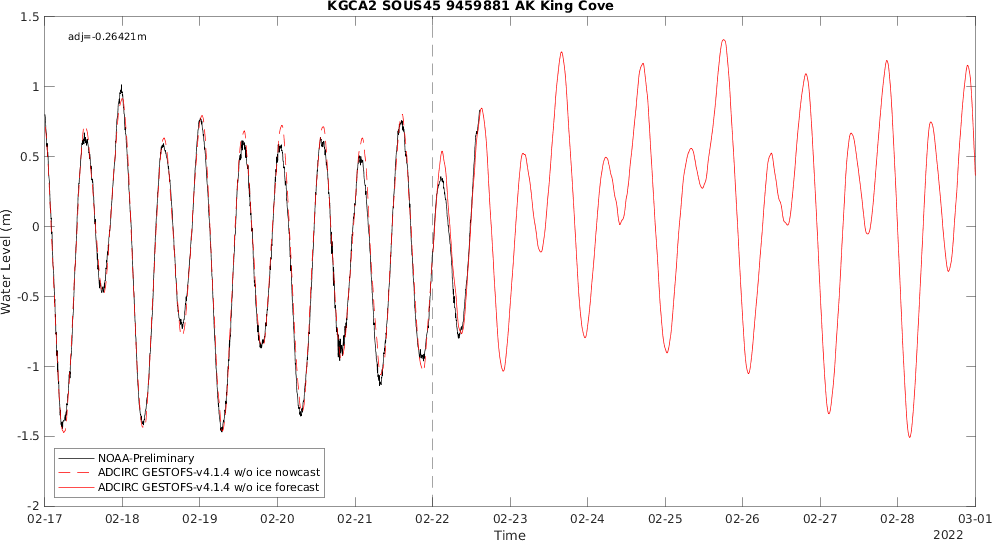 KGCA2 SOUS45 9459881 AK King Cove
adj=-0.26421m
1.5
1
0.5
0
-0.5
-1
-1.5
-2
Water Level (m)
NOAA-Preliminary
ADCIRC GESTOFS-v4.1.4 w/o ice nowcast
ADCIRC GESTOFS-v4.1.4 w/o ice forecast
02-17 02-18 02-19 02-20 02-21 02-22 02-23 02-24 02-25 02-26 02-27 02-28 03-01
Time
2022